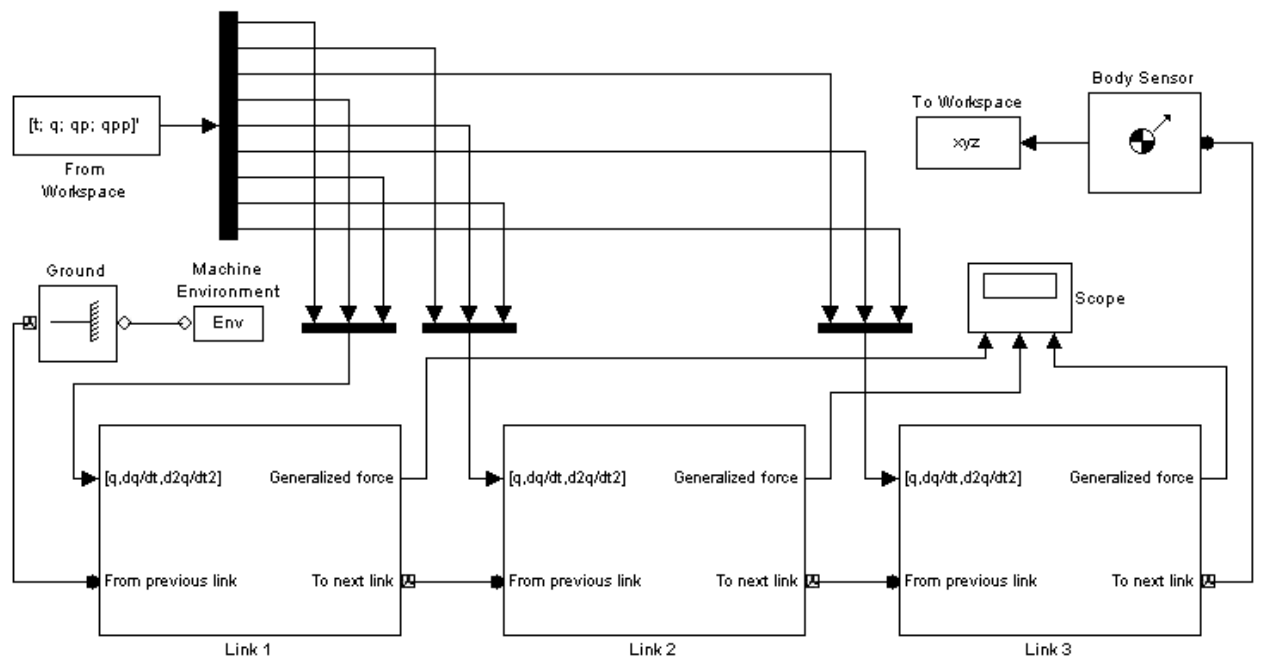 Body Sensor
To Workspace
[t; q; qp; qpp]'
xyz
From
Workspace
Ground
Machine
Environment
Env
Scope
[q,dq/dt,d2q/dt2]
Generalized force
[q,dq/dt,d2q/dt2]
Generalized force
[q,dq/dt,d2q/dt2]
Generalized force
From previous link
To next link
From previous link
To next link
From previous link
To next link
Link 1
Link 2
Link 3